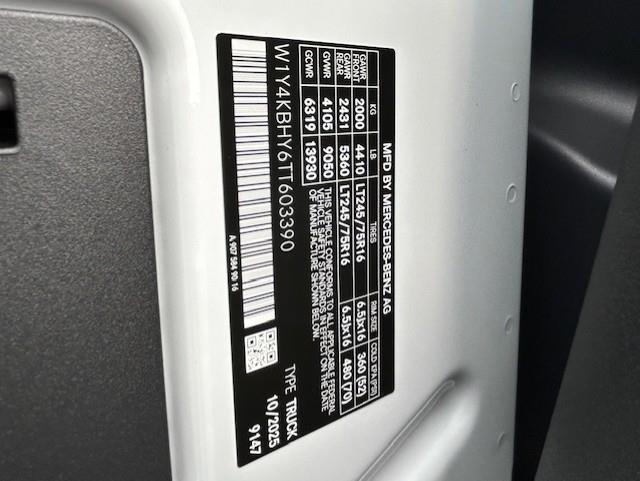 MFD BY MERCEDES-BENZ AG
KG LB TIRES RIM SIZE COLD KPA (PSI)
GAWR FRONT 2000 4410 LT245/75R16 6.5Jx16 360 (52)
GAWR REAR 2431 5360 LT245/75R16 6.5Jx16 480 (70)
GVWR 4105 9050 THIS VEHICLE CONFORMS TO ALL APPLICABLE FEDERAL
VEHICLE SAFETY STANDARDS IN EFFECT ON THE DATE
GCWR 6319 13930 OF MANUFACTURE SHOWN BELOW.
W1Y4KBHY6TT603390
TYPE TRUCK
10/2025
9147
A 907 584 90 16